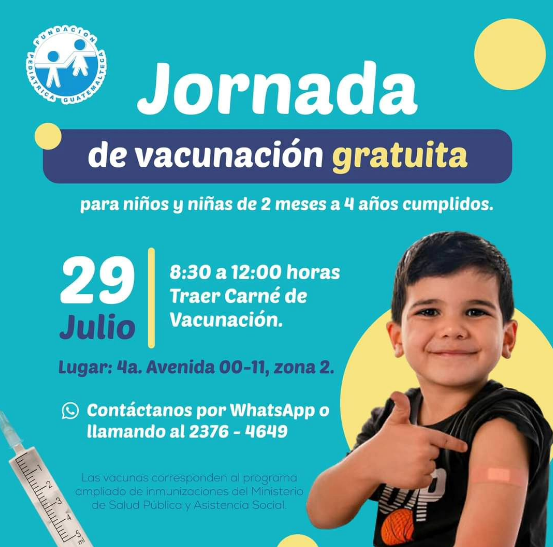 FUNDACIÓN
PEDIÁTRICA GUATEMALTECA
Jornada
de vacunación gratuita
para niños y niñas de 2 meses a 4 años cumplidos.
29
Julio
8:30 a 12:00 horas
Traer Carné de
Vacunación.
Lugar: 4a. Avenida 00-11, zona 2.
Contáctanos por WhatsApp o
llamando al 2376 - 4649
Las vacunas corresponden al programa
ampliado de inmunizaciones del Ministerio
de Salud Pública y Asistencia Social.